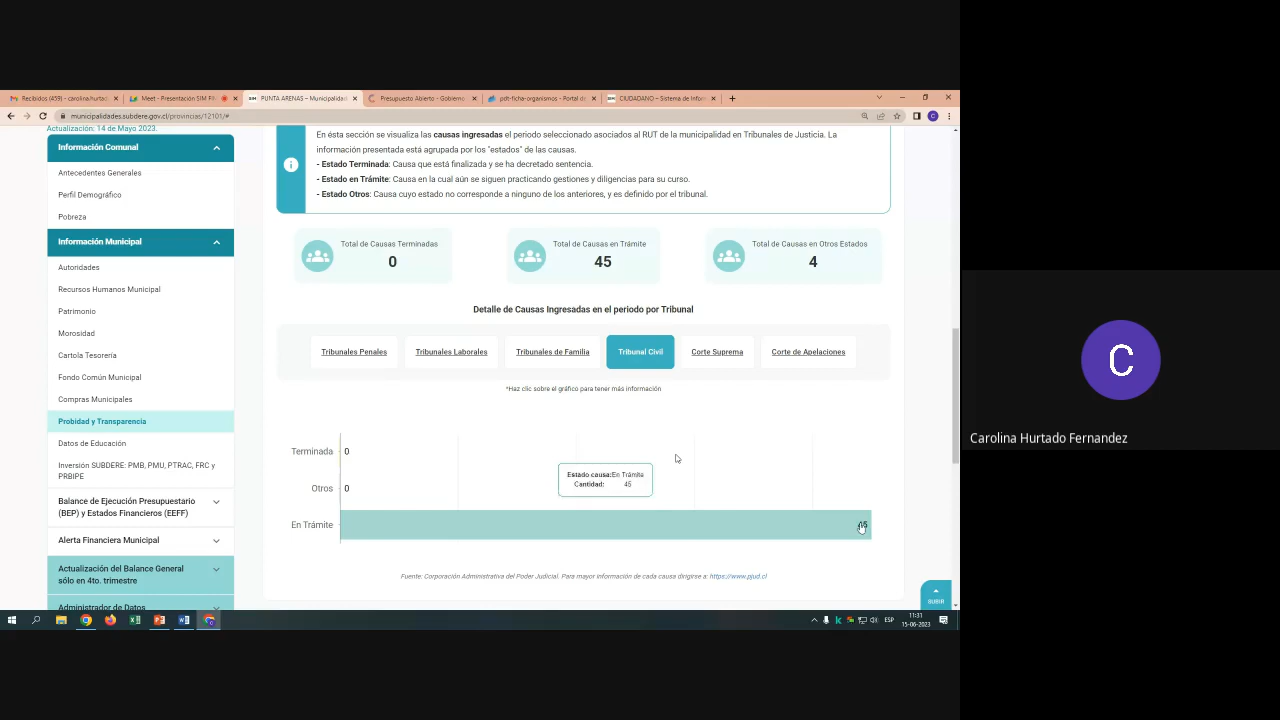 Recibidos (459) – carolina.hurtad
Meet - Presentación SIM FI
PUNTA ARENAS – Municipalidad
Presupuesto Abierto - Gobierno
pdt-ficha-organismos - Portal de
CIUDADANO – Sistema de Infor
municipalidades.subdere.gov.cl/provincias/12101/#
Actualización: 14 de Mayo 2023.
Información Comunal
Antecedentes Generales
Perfil Demográfico
Pobreza
Información Municipal
Autoridades
Recursos Humanos Municipal
Patrimonio
Morosidad
Cartola Tesorería
Fondo Común Municipal
Compras Municipales
Probidad y Transparencia
Datos de Educación
Inversión SUBDERE: PMB, PMU, PTRAC, FRC y
PRBIPE
Balance de Ejecución Presupuestario
(BEP) y Estados Financieros (EEFF)
Alerta Financiera Municipal
Actualización del Balance General
sólo en 4to. trimestre
Administrador de Datos
En ésta sección se visualiza las causas ingresadas el periodo seleccionado asociados al RUT de la municipalidad en Tribunales de Justicia. La
información presentada está agrupada por los "estados" de las causas.
- Estado Terminada: Causa que está finalizada y se ha decretado sentencia.
- Estado en Trámite: Causa en la cual aún se siguen practicando gestiones y diligencias para su curso.
- Estado Otros: Causa cuyo estado no corresponde a ninguno de los anteriores, y es definido por el tribunal.
Total de Causas Terminadas
0
Total de Causas en Trámite
45
Total de Causas en Otros Estados
4
Detalle de Causas Ingresadas en el periodo por Tribunal
Tribunales Penales
Tribunales Laborales
Tribunales de Familia
Tribunal Civil
Corte Suprema
Corte de Apelaciones
*Haz clic sobre el gráfico para tener más información
Terminada 0
Otros 0
En Trámite 45
Estado causa:En Trámite
Cantidad: 45
Fuente: Corporación Administrativa del Poder Judicial. Para mayor información de cada causa dirigirse a: https://www.pjud.cl
SUBIR
ESP
11:31
15-06-2023
C
Carolina Hurtado Fernandez